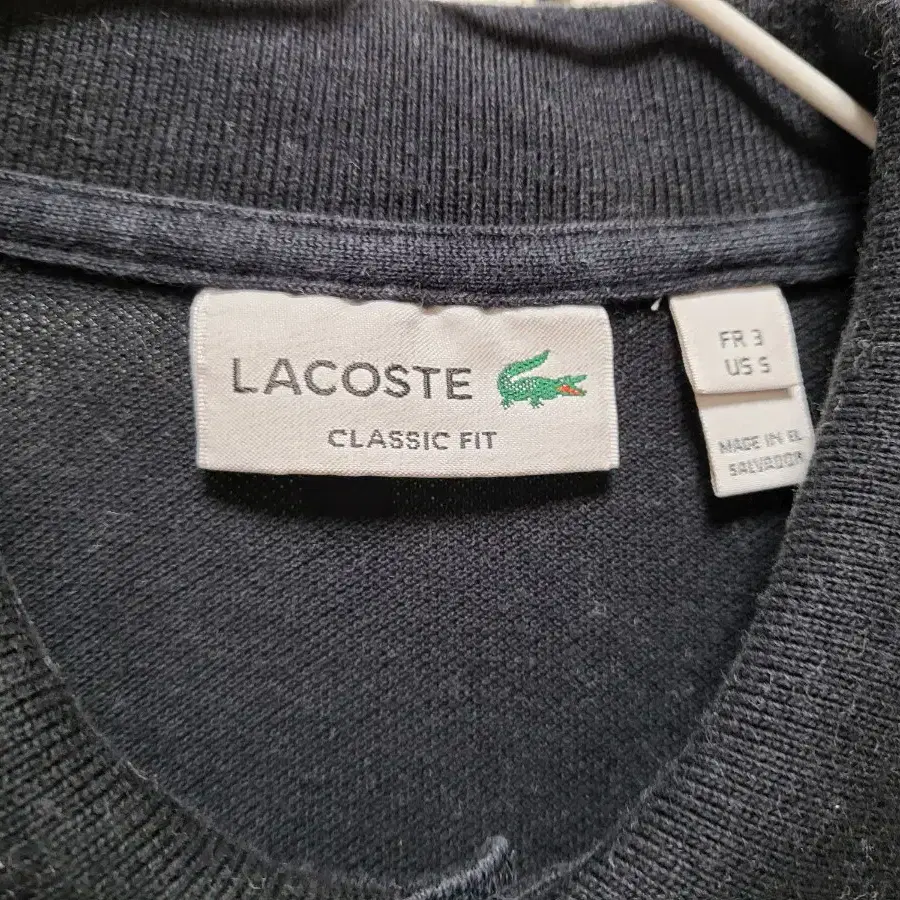 LACOSTE
CLASSIC FIT
FR 3
US S
MADE IN EL
SALVADOR